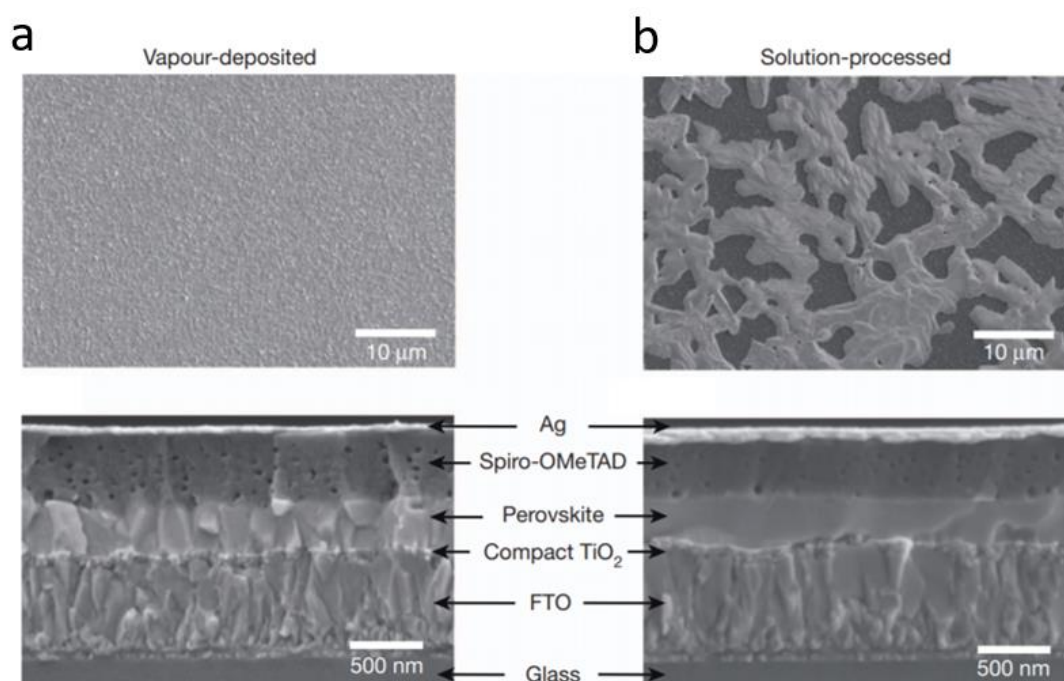 a
b
Vapour-deposited
Solution-processed
10 μm
10 μm
Ag
Spiro-OMeTAD
Perovskite
Compact TiO₂
FTO
500 nm
500 nm
Glass